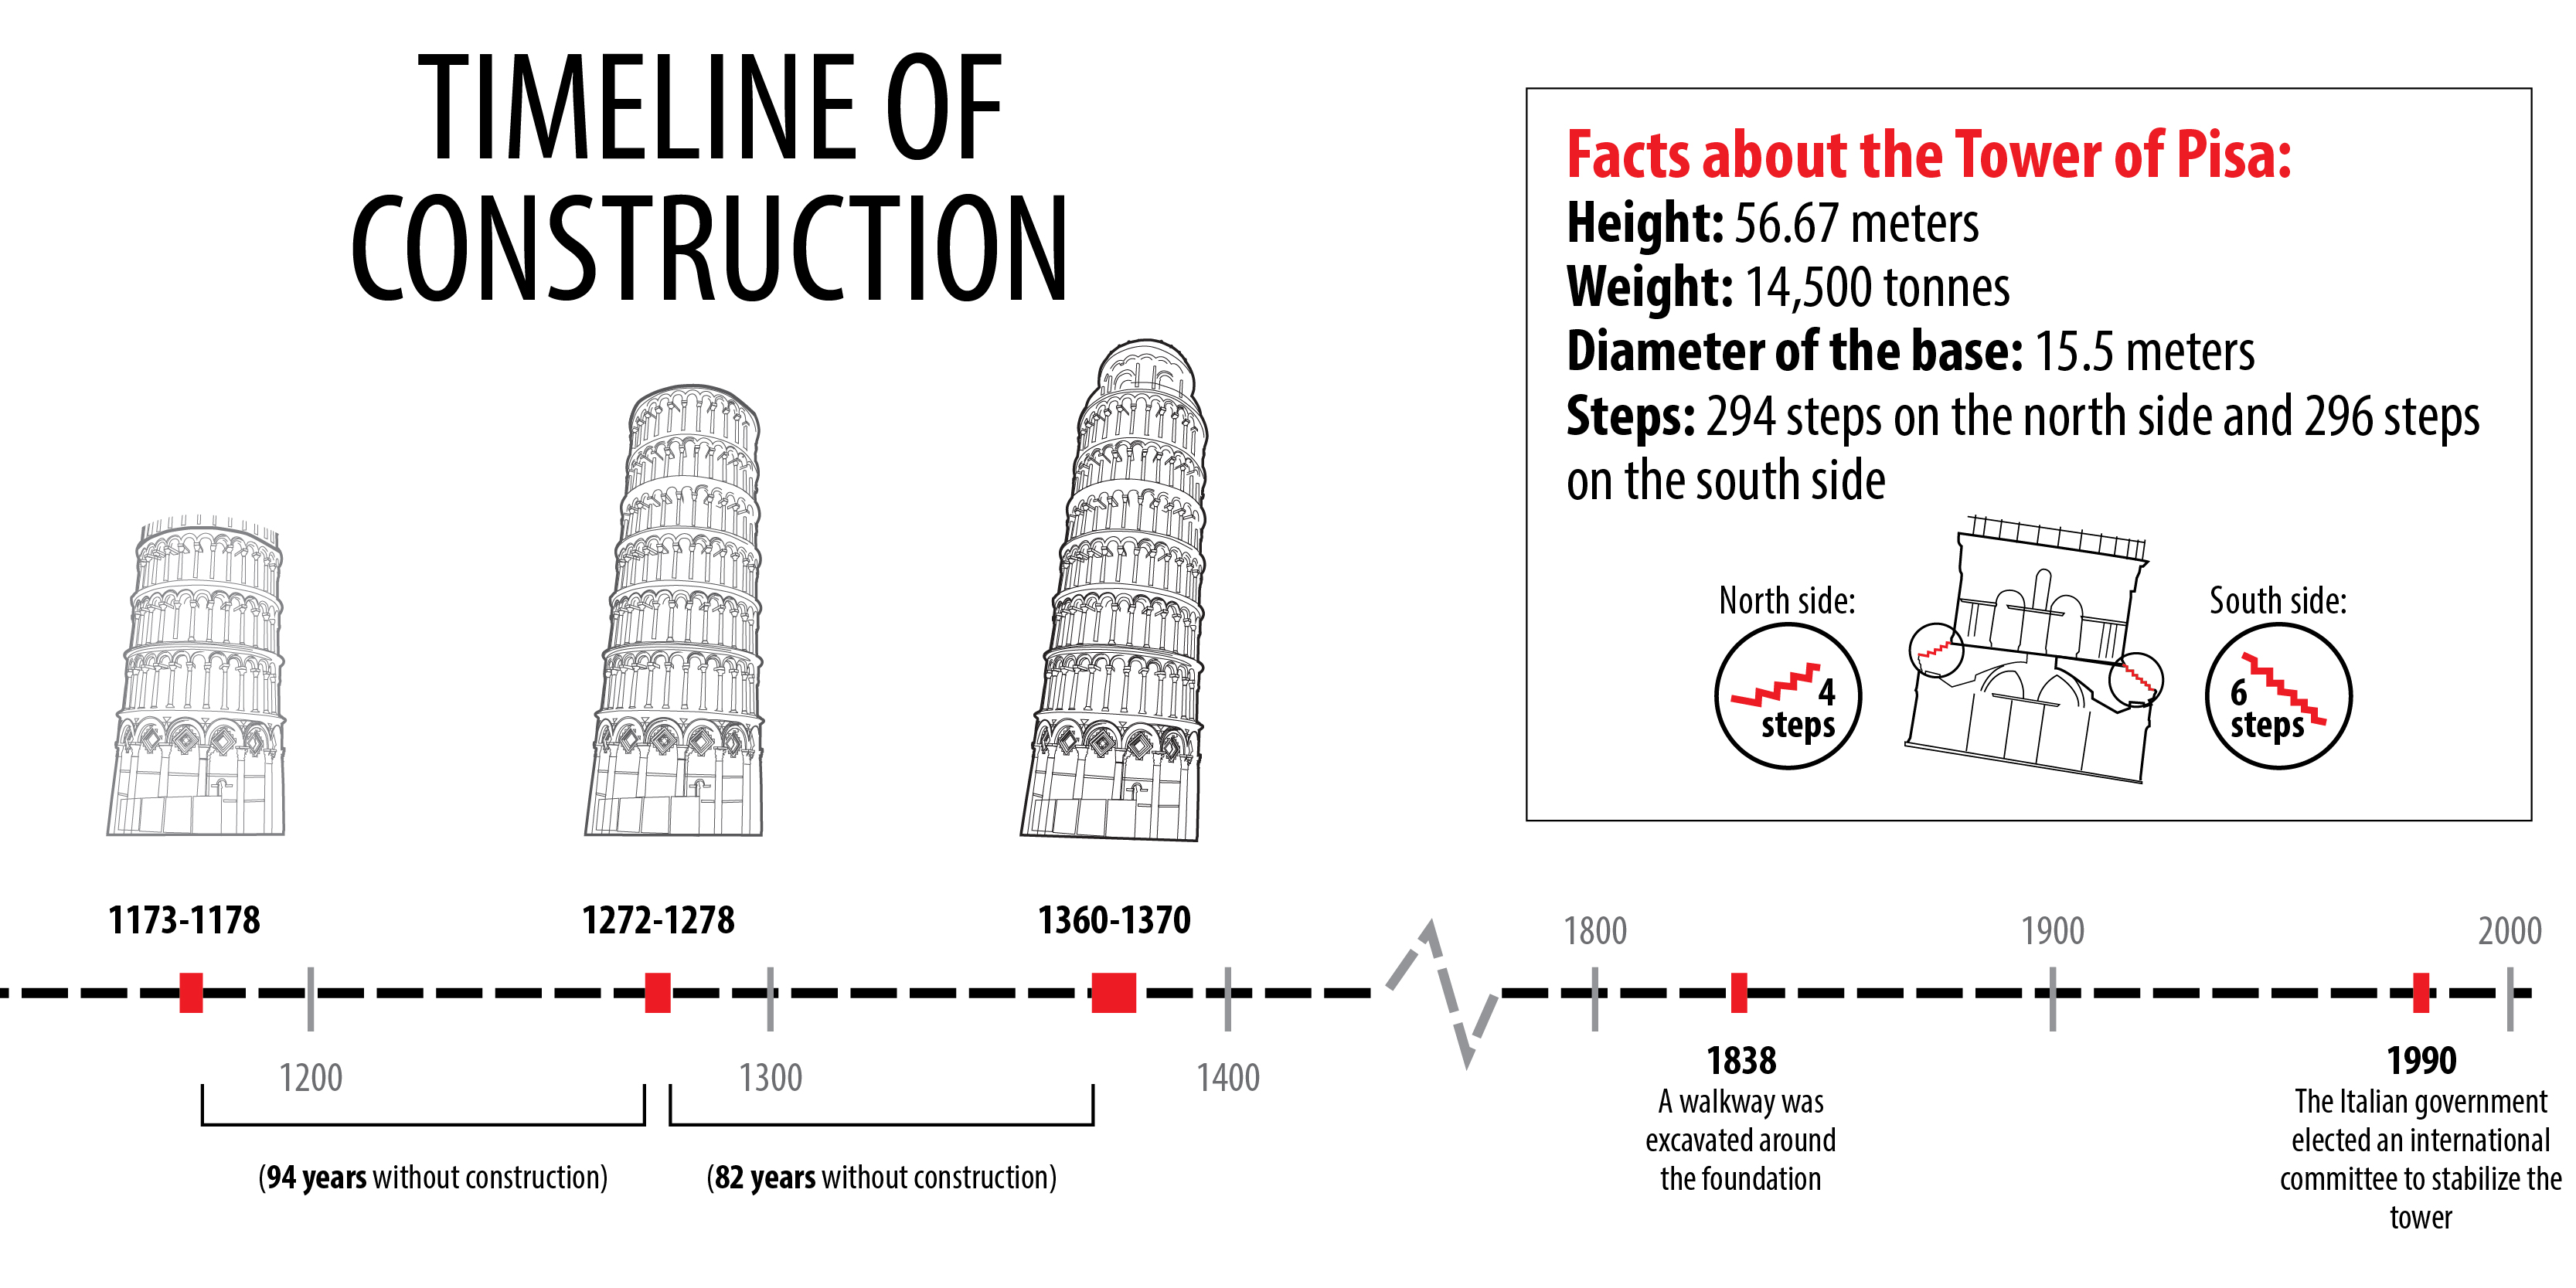 TIMELINE OF
CONSTRUCTION
Facts about the Tower of Pisa:
Height: 56.67 meters
Weight: 14,500 tonnes
Diameter of the base: 15.5 meters
Steps: 294 steps on the north side and 296 steps
on the south side
North side:
4
steps
South side:
6
steps
1173-1178
1272-1278
1360-1370
1800
1900
2000
1200
1300
1400
(94 years without construction)
(82 years without construction)
1838
A walkway was
excavated around
the foundation
1990
The Italian government
elected an international
committee to stabilize the
tower